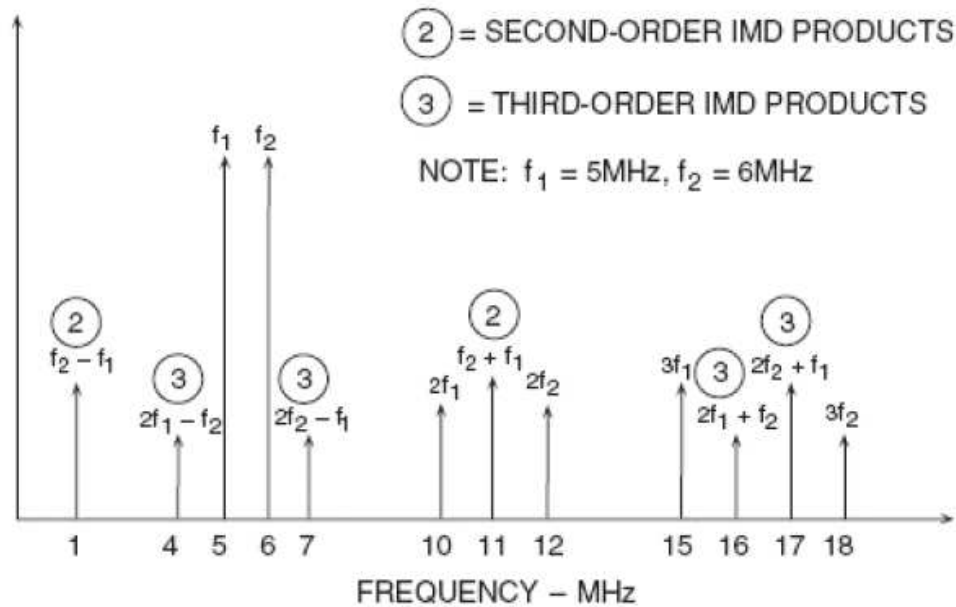 ② = SECOND-ORDER IMD PRODUCTS
③ = THIRD-ORDER IMD PRODUCTS
NOTE: f₁ = 5MHz, f₂ = 6MHz
f₁ f₂
② ③ ③ ② ③ ③
f₂ – f₁ 2f₁ – f₂ 2f₂ – f₁ 2f₁ f₂ + f₁ 2f₂ 3f₁ 2f₁ + f₂ 2f₂ + f₁ 3f₂
1 4 5 6 7 10 11 12 15 16 17 18
FREQUENCY – MHz